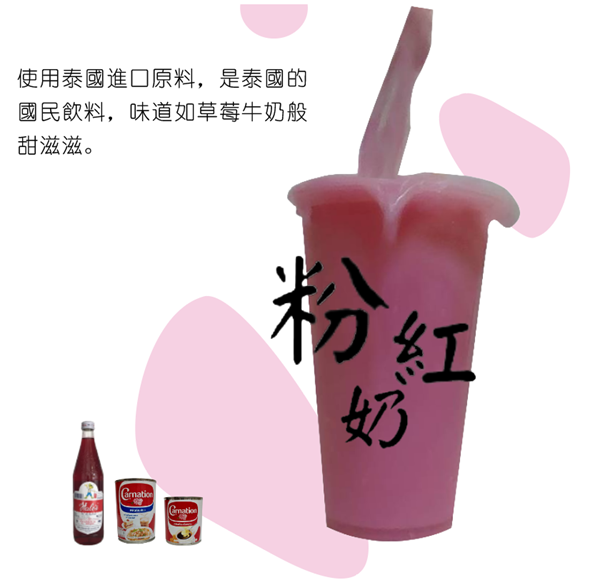 使用泰國進口原料，是泰國的
國民飲料，味道如草莓牛奶般
甜滋滋。
粉
紅
奶
Hale's
Carnation
Carnation